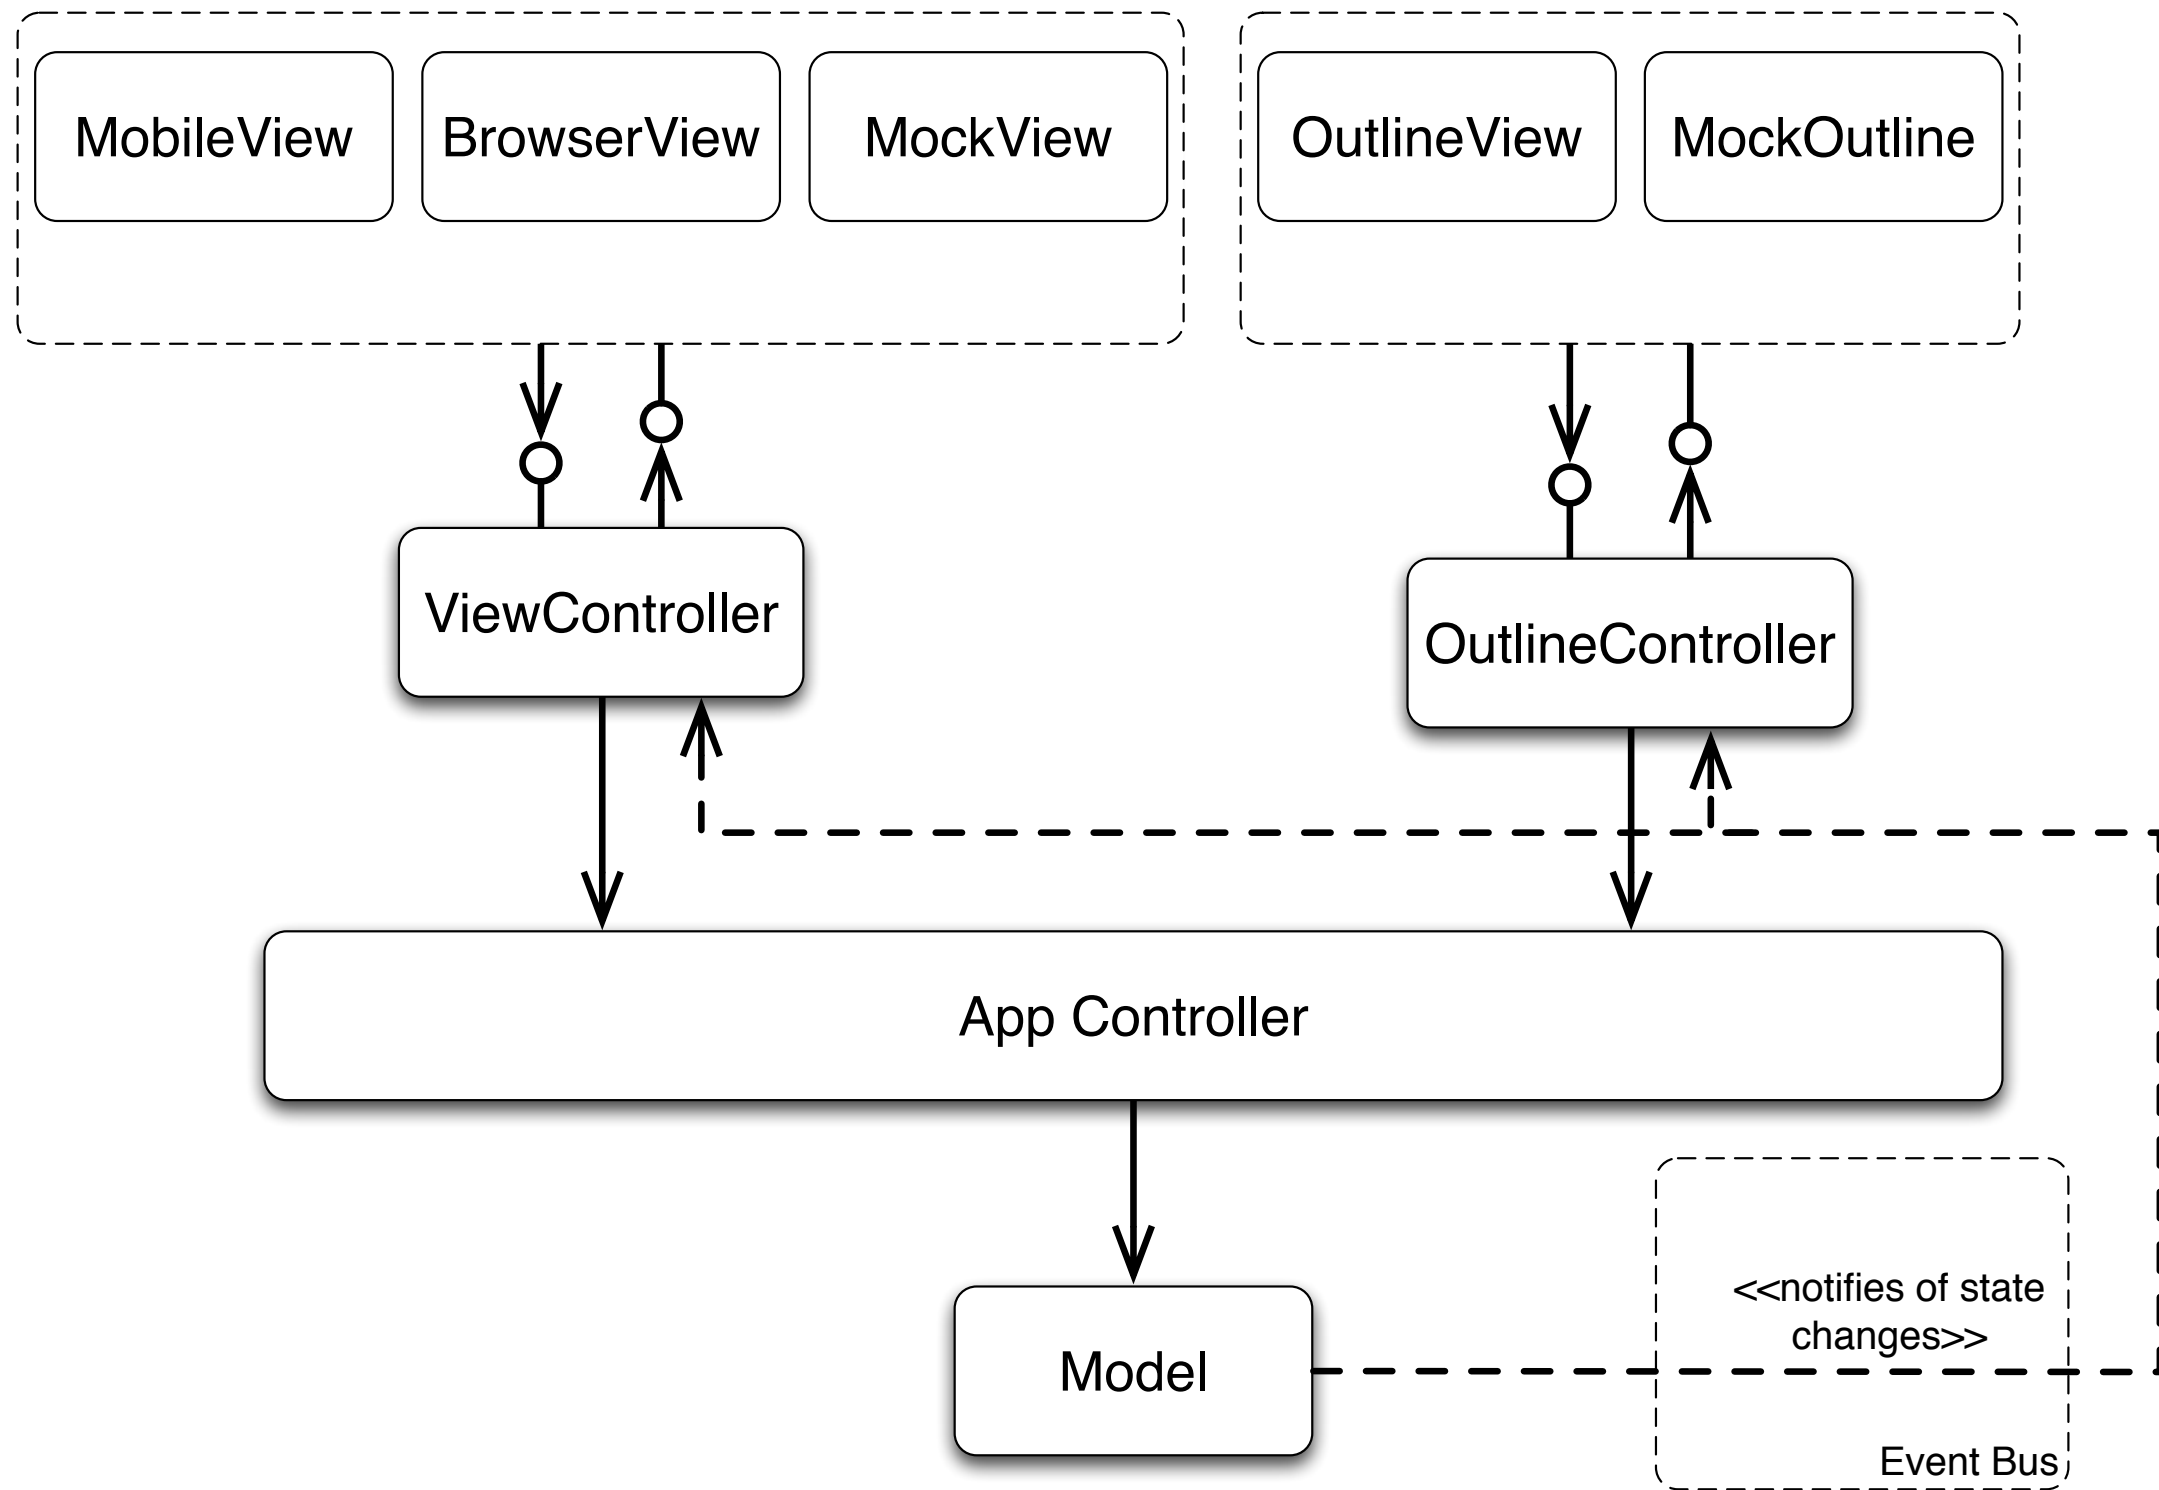 MobileView
BrowserView
MockView
OutlineView
MockOutline
ViewController
OutlineController
App Controller
<<notifies of state
changes>>
Model
Event Bus